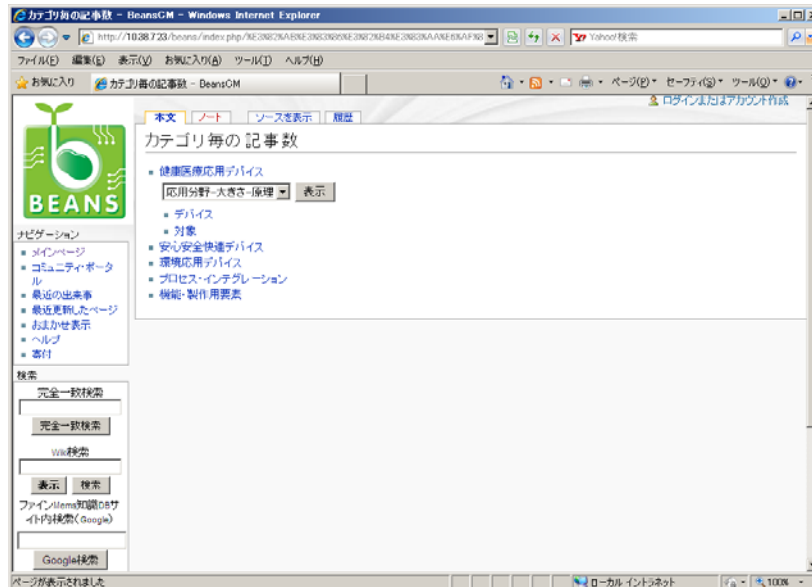 カテゴリ毎の記事数 - BeansCM - Windows Internet Explorer
Yahoo!検索
ファイル(F) 編集(E) 表示(V) お気に入り(A) ツール(T) ヘルプ(H)
お気に入り カテゴリ毎の記事数 - BeansCM ページ(P) セーフティ(S) ツール(O)
ログインまたはアカウント作成
本文 ノート ソースを表示 履歴
カテゴリ毎の記事数
健康医療応用デバイス
応用分野-大きさ-原理 表示
デバイス
対象
安心安全快適デバイス
環境応用デバイス
プロセス・インテグレーション
機能・製作用要素
BEANS
ナビゲーション
メインページ
コミュニティ・ポータ
ル
最近の出来事
最近更新したページ
おまかせ表示
ヘルプ
寄付
検索
完全一致検索
完全一致検索
Wiki検索
表示 検索
ファインMems知識DBサ
イト内検索(Google)
Google検索
ページが表示されました ローカル イントラネット 100%